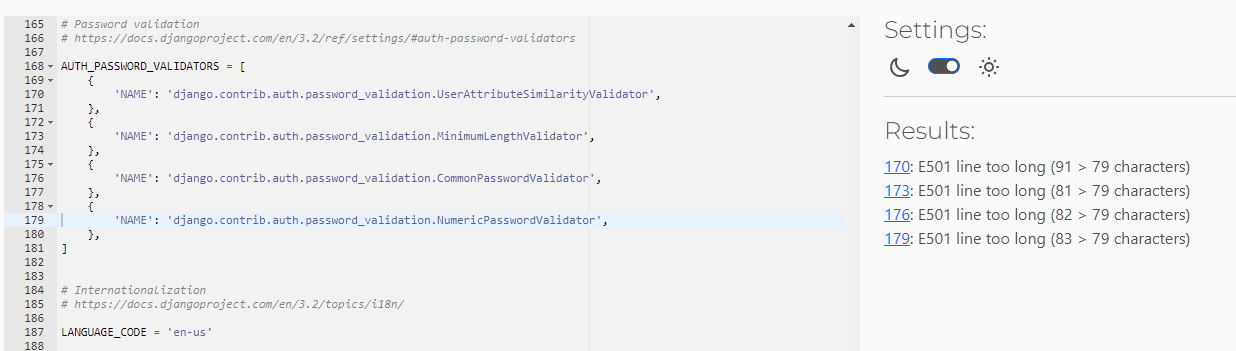 165 # Password validation
166 # https://docs.djangoproject.com/en/3.2/ref/settings/#auth-password-validators
167
168 AUTH_PASSWORD_VALIDATORS = [
169     {
170         'NAME': 'django.contrib.auth.password_validation.UserAttributeSimilarityValidator',
171     },
172     {
173         'NAME': 'django.contrib.auth.password_validation.MinimumLengthValidator',
174     },
175     {
176         'NAME': 'django.contrib.auth.password_validation.CommonPasswordValidator',
177     },
178     {
179         'NAME': 'django.contrib.auth.password_validation.NumericPasswordValidator',
180     },
181 ]
182
183
184 # Internationalization
185 # https://docs.djangoproject.com/en/3.2/topics/i18n/
186
187 LANGUAGE_CODE = 'en-us'
188
Settings:
Results:
170: E501 line too long (91 > 79 characters)
173: E501 line too long (81 > 79 characters)
176: E501 line too long (82 > 79 characters)
179: E501 line too long (83 > 79 characters)